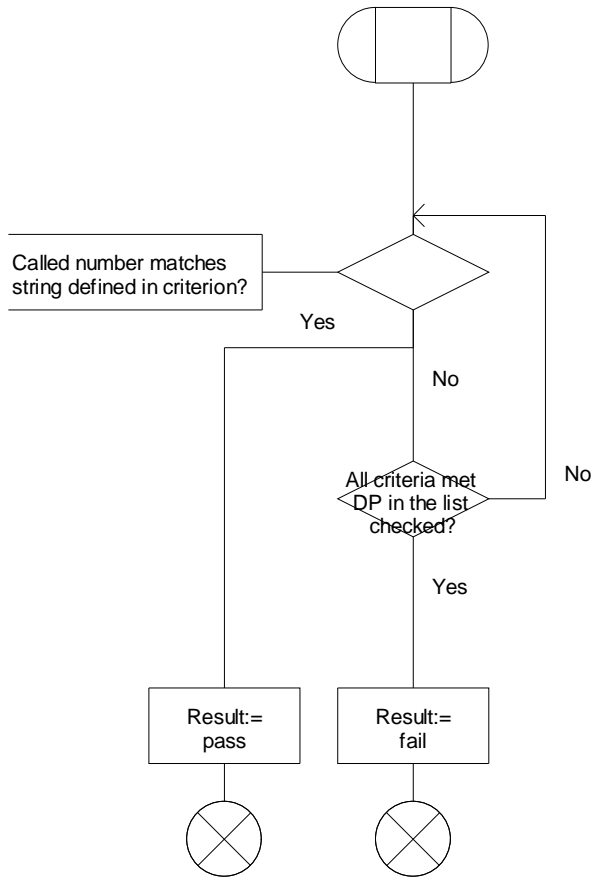 Called number matches
string defined in criterion?
Yes
No
All criteria met
DP in the list
checked?
No
Yes
Result:=
pass
Result:=
fail